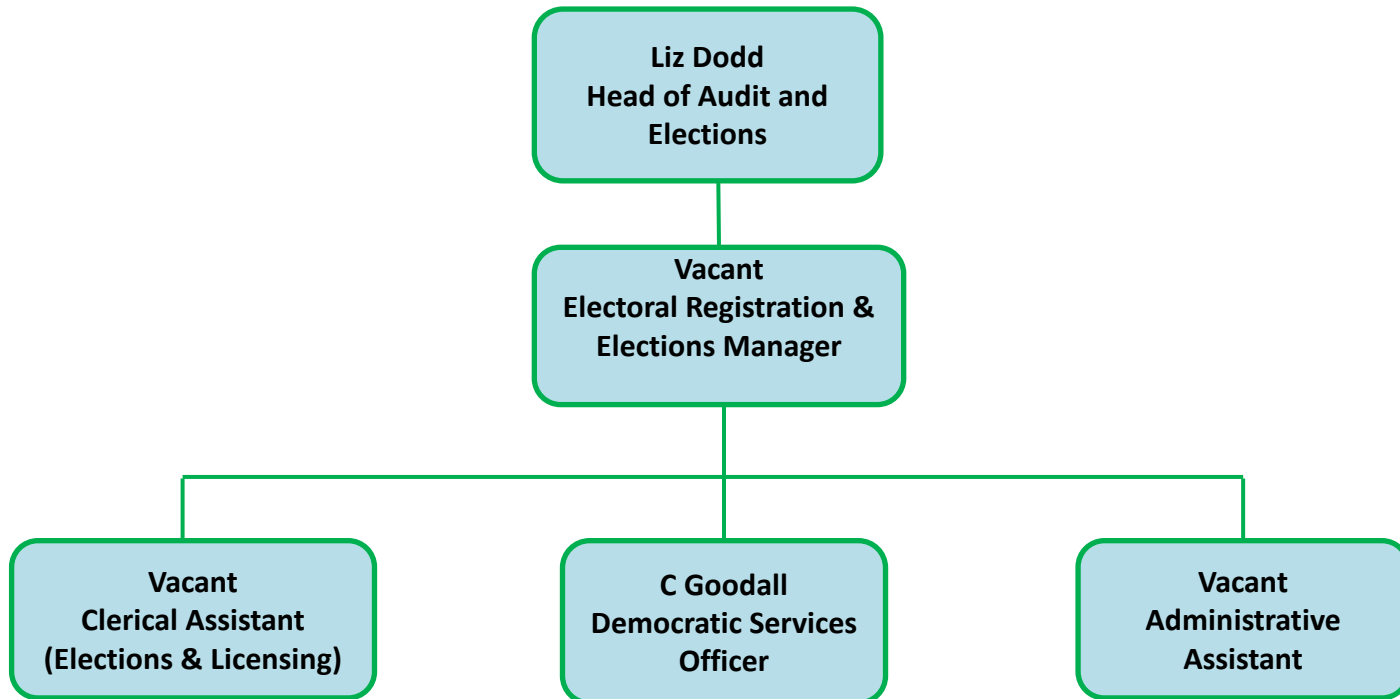 Liz Dodd
Head of Audit and
Elections
Vacant
Electoral Registration &
Elections Manager
Vacant
Clerical Assistant
(Elections & Licensing)
C Goodall
Democratic Services
Officer
Vacant
Administrative
Assistant